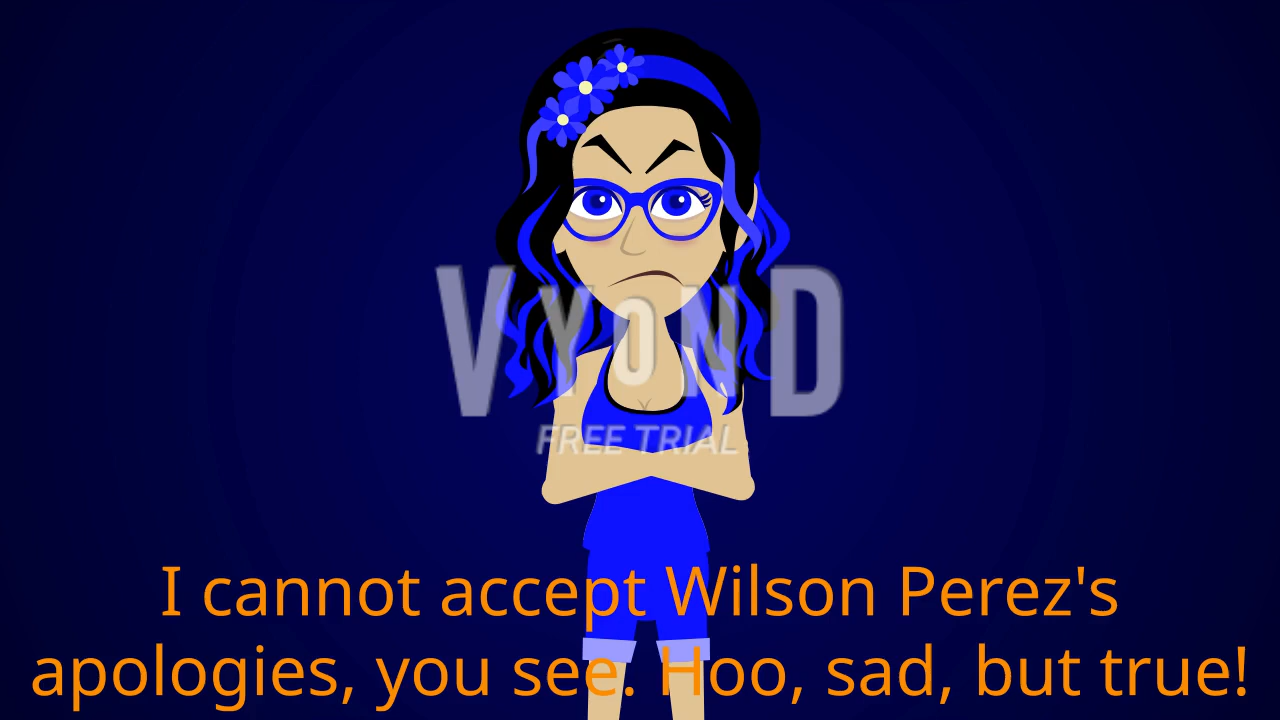 VYOND
FREE TRIAL
I cannot accept Wilson Perez's
apologies, you see. Hoo, sad, but true!